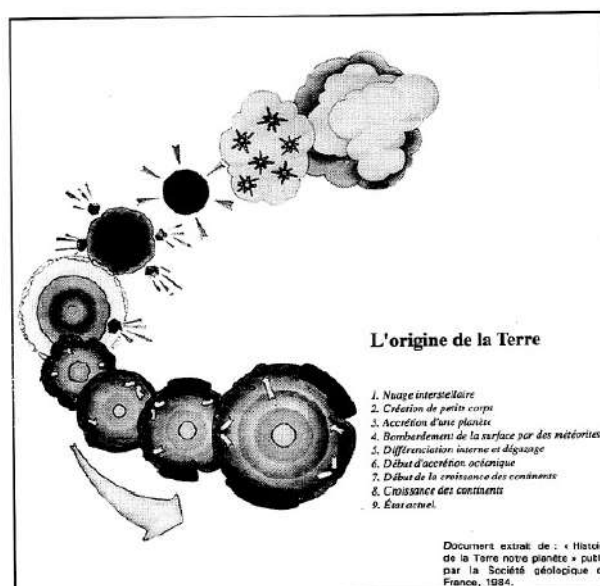 L'origine de la Terre
1. Nuage interstellaire
2. Création de petits corps
3. Accrétion d'une planète
4. Bombardement de la surface par des météorites
5. Différenciation interne et dégazage
6. Début d'accrétion océanique
7. Début de la croissance des continents
8. Croissance des continents
9. État actuel.
Document extrait de : « Histoi
de la Terre notre planète » publ
par la Société géologique d
France, 1984.